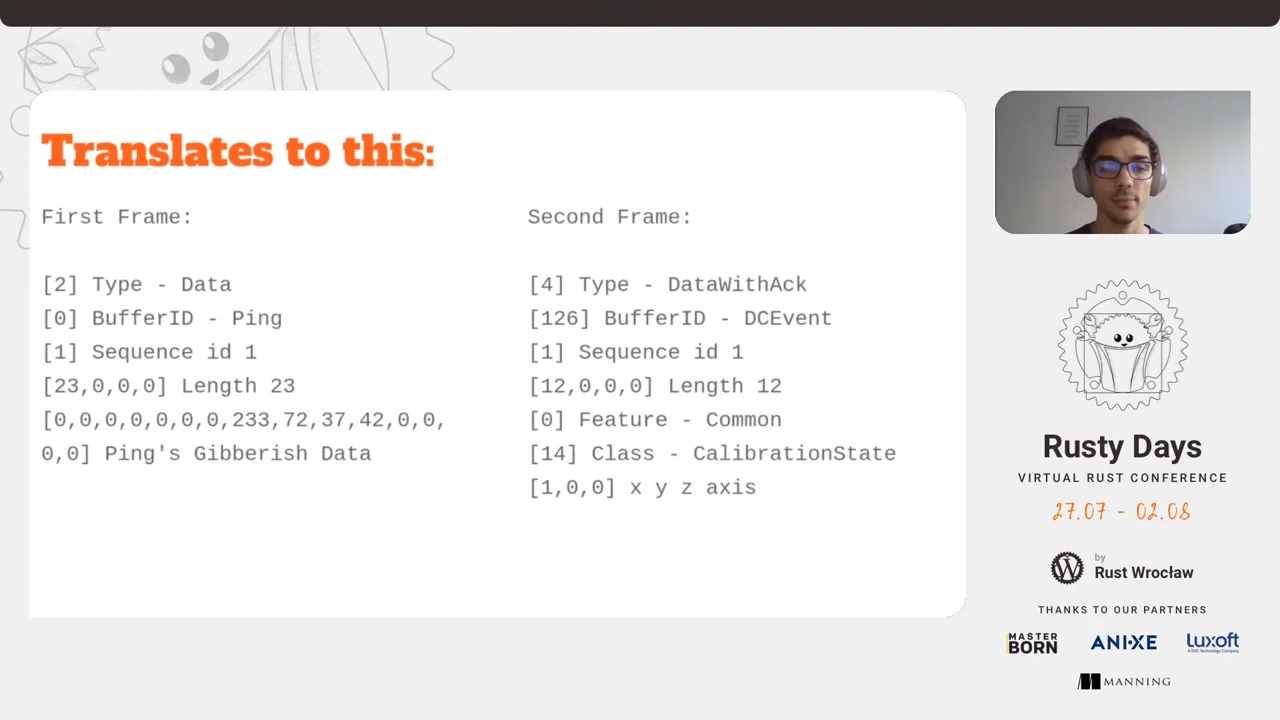 Translates to this:
First Frame:
[2] Type - Data
[0] BufferID - Ping
[1] Sequence id 1
[23,0,0,0] Length 23
[0,0,0,0,0,0,0,233,72,37,42,0,0,
0,0] Ping's Gibberish Data
Second Frame:
[4] Type - DataWithAck
[126] BufferID - DCEvent
[1] Sequence id 1
[12,0,0,0] Length 12
[0] Feature - Common
[14] Class - CalibrationState
[1,0,0] x y z axis
Rusty Days
VIRTUAL RUST CONFERENCE
27.07 - 02.08
by
Rust Wrocław
THANKS TO OUR PARTNERS
MASTER
BORN
ANIXE
Luxoft
A DXC Technology Company
MANNING